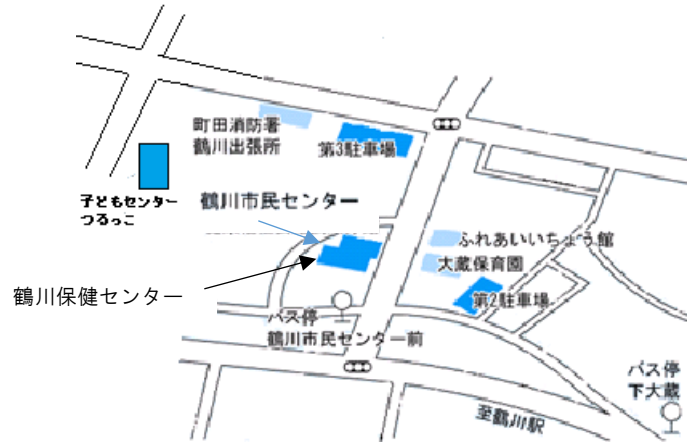 町田消防署
鶴川出張所
第3駐車場
子どもセンター
つるっこ
鶴川市民センター
ふれあいいちょう館
大蔵保育園
鶴川保健センター
第2駐車場
バス停
鶴川市民センター前
バス停
下大蔵
至鶴川駅